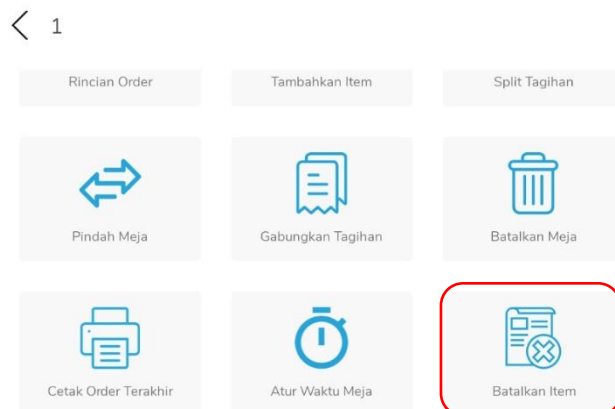 1
Rincian Order
Tambahkan Item
Split Tagihan
Pindah Meja
Gabungkan Tagihan
Batalkan Meja
Cetak Order Terakhir
Atur Waktu Meja
Batalkan Item